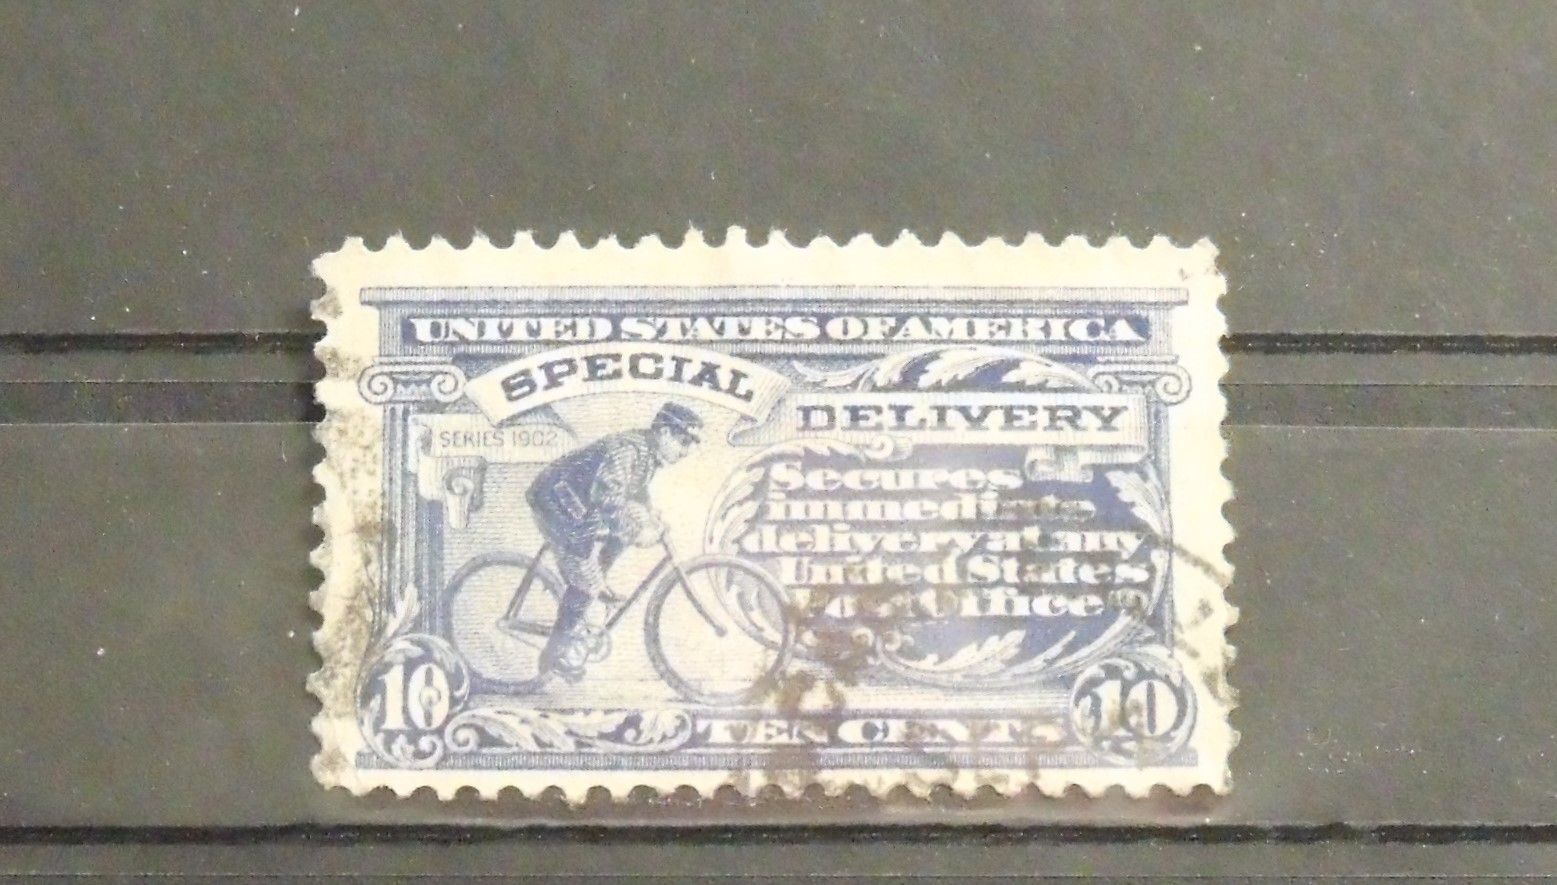 UNITED STATES OF AMERICA
SPECIAL
DELIVERY
SERIES 1902
Secures
immediate
delivery at any
United States
Post Office
10
TEN CENTS
10